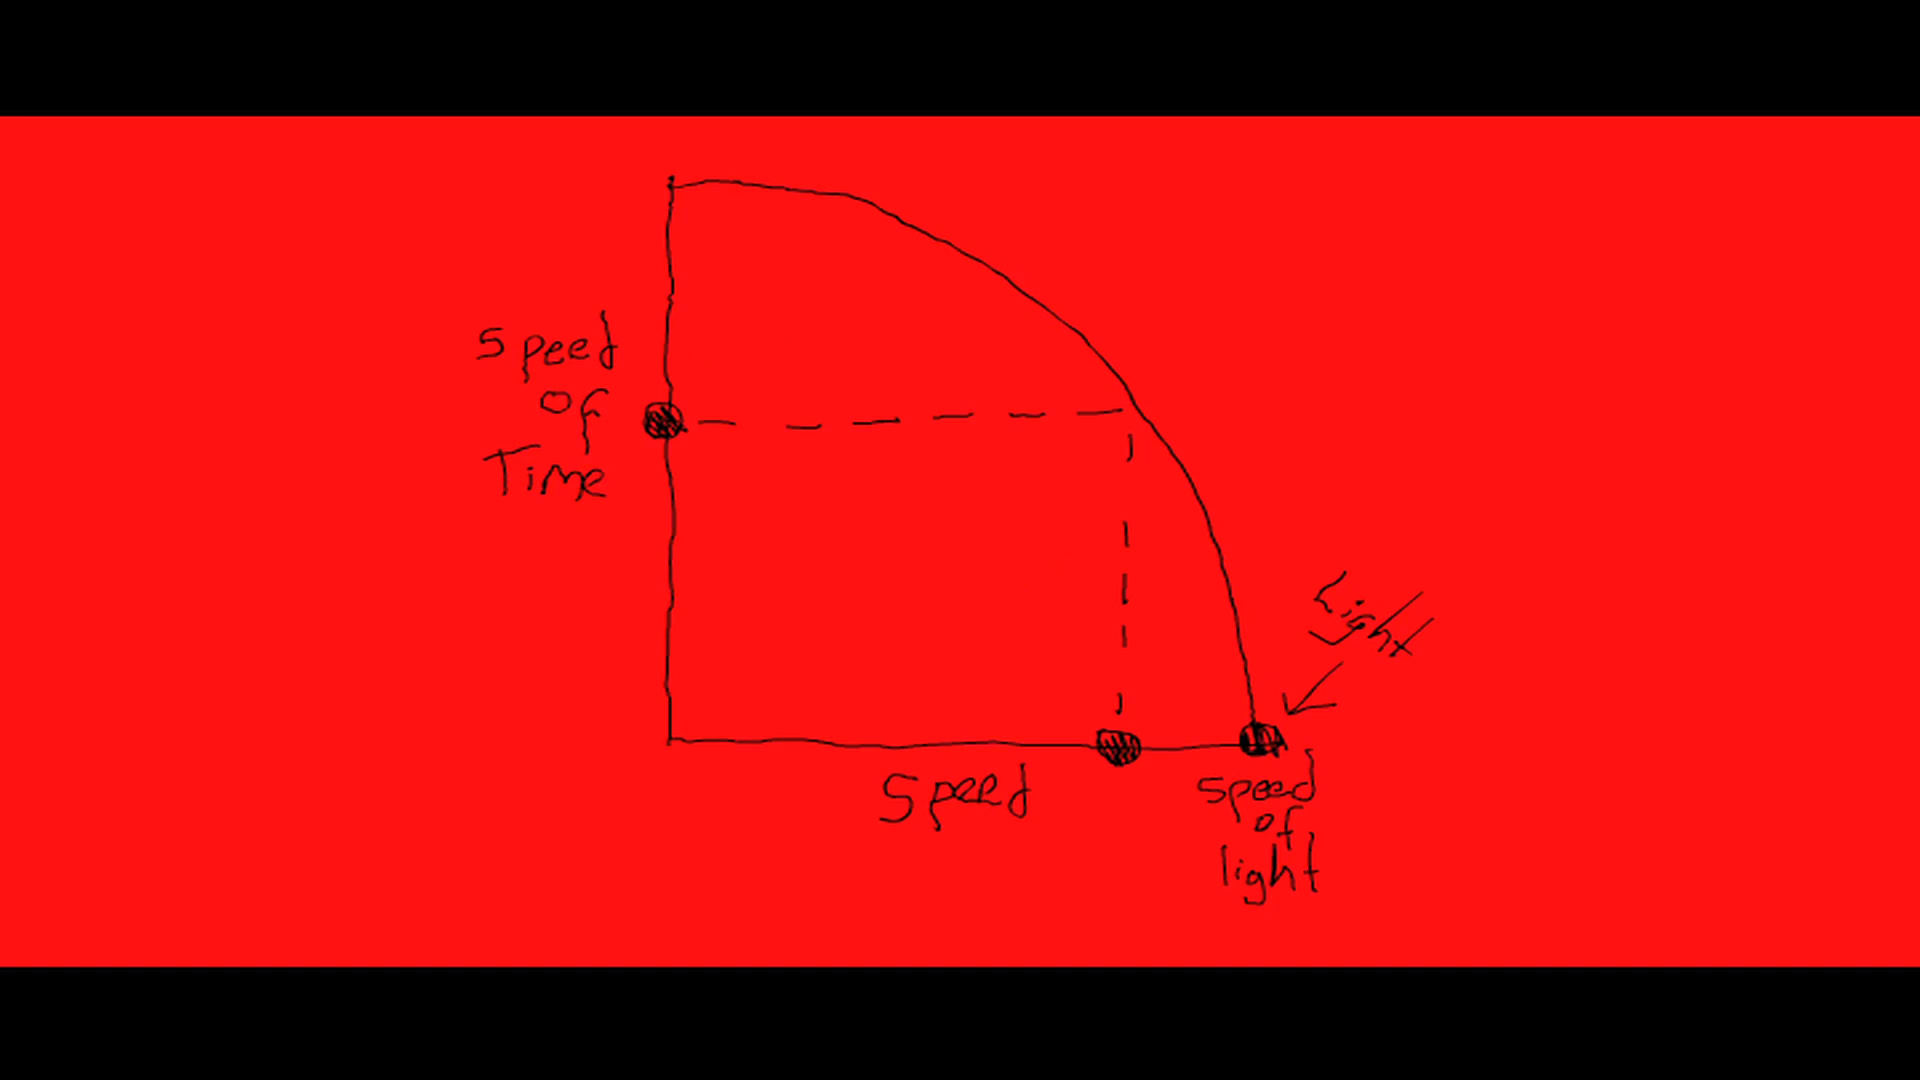 Speed
of
Time
Light
Speed
Speed
of
light